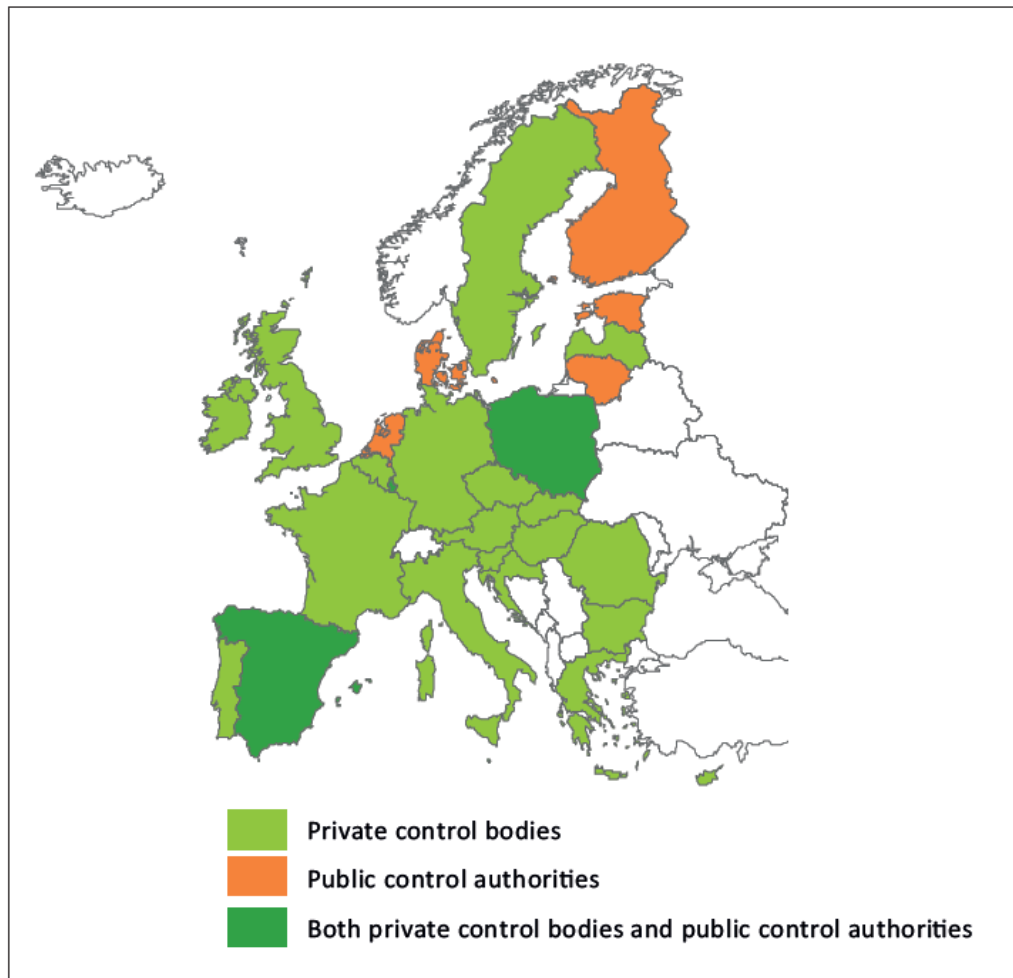 Private control bodies
Public control authorities
Both private control bodies and public control authorities